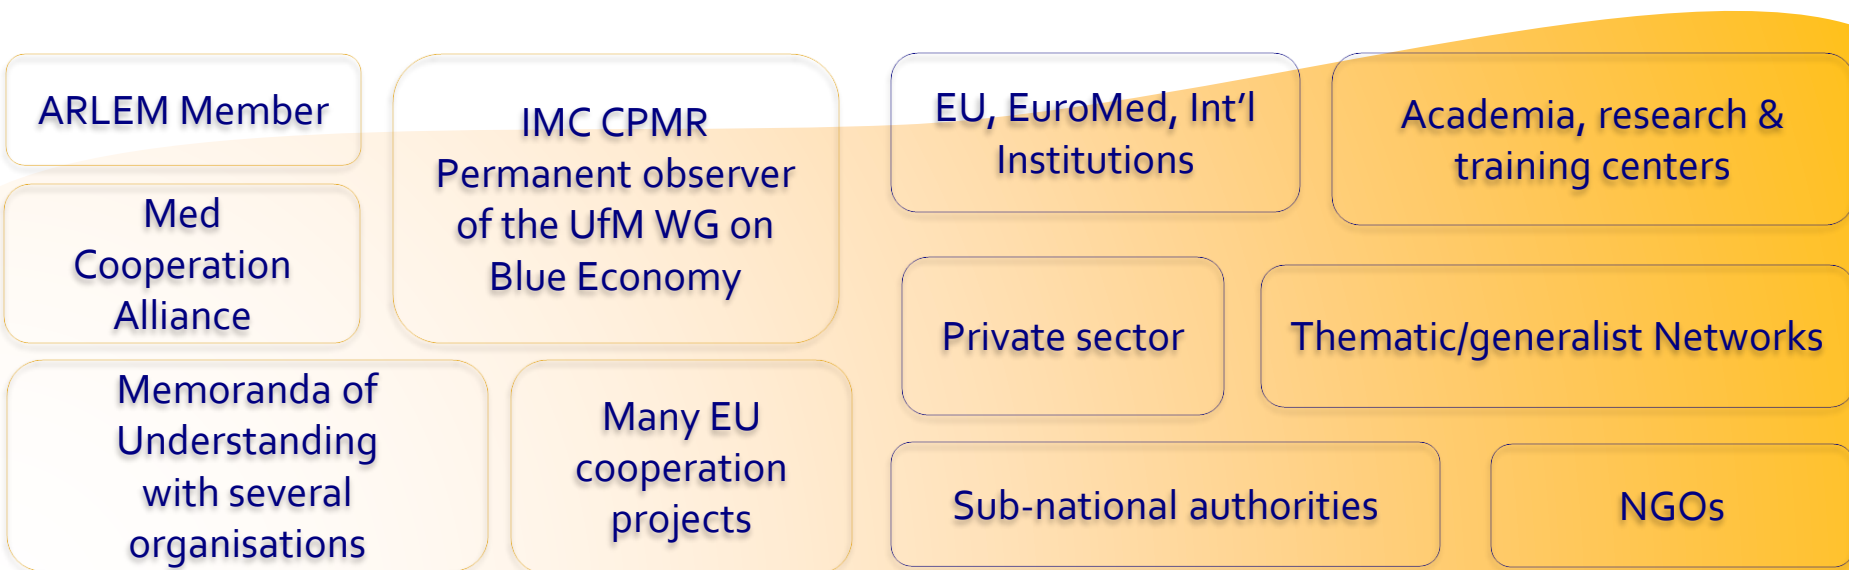 ARLEM Member
Med
Cooperation
Alliance
IMC CPMR
Permanent observer
of the UfM WG on
Blue Economy
Memoranda of
Understanding
with several
organisations
Many EU
cooperation
projects
EU, EuroMed, Int’l
Institutions
Academia, research &
training centers
Private sector
Thematic/generalist Networks
Sub-national authorities
NGOs